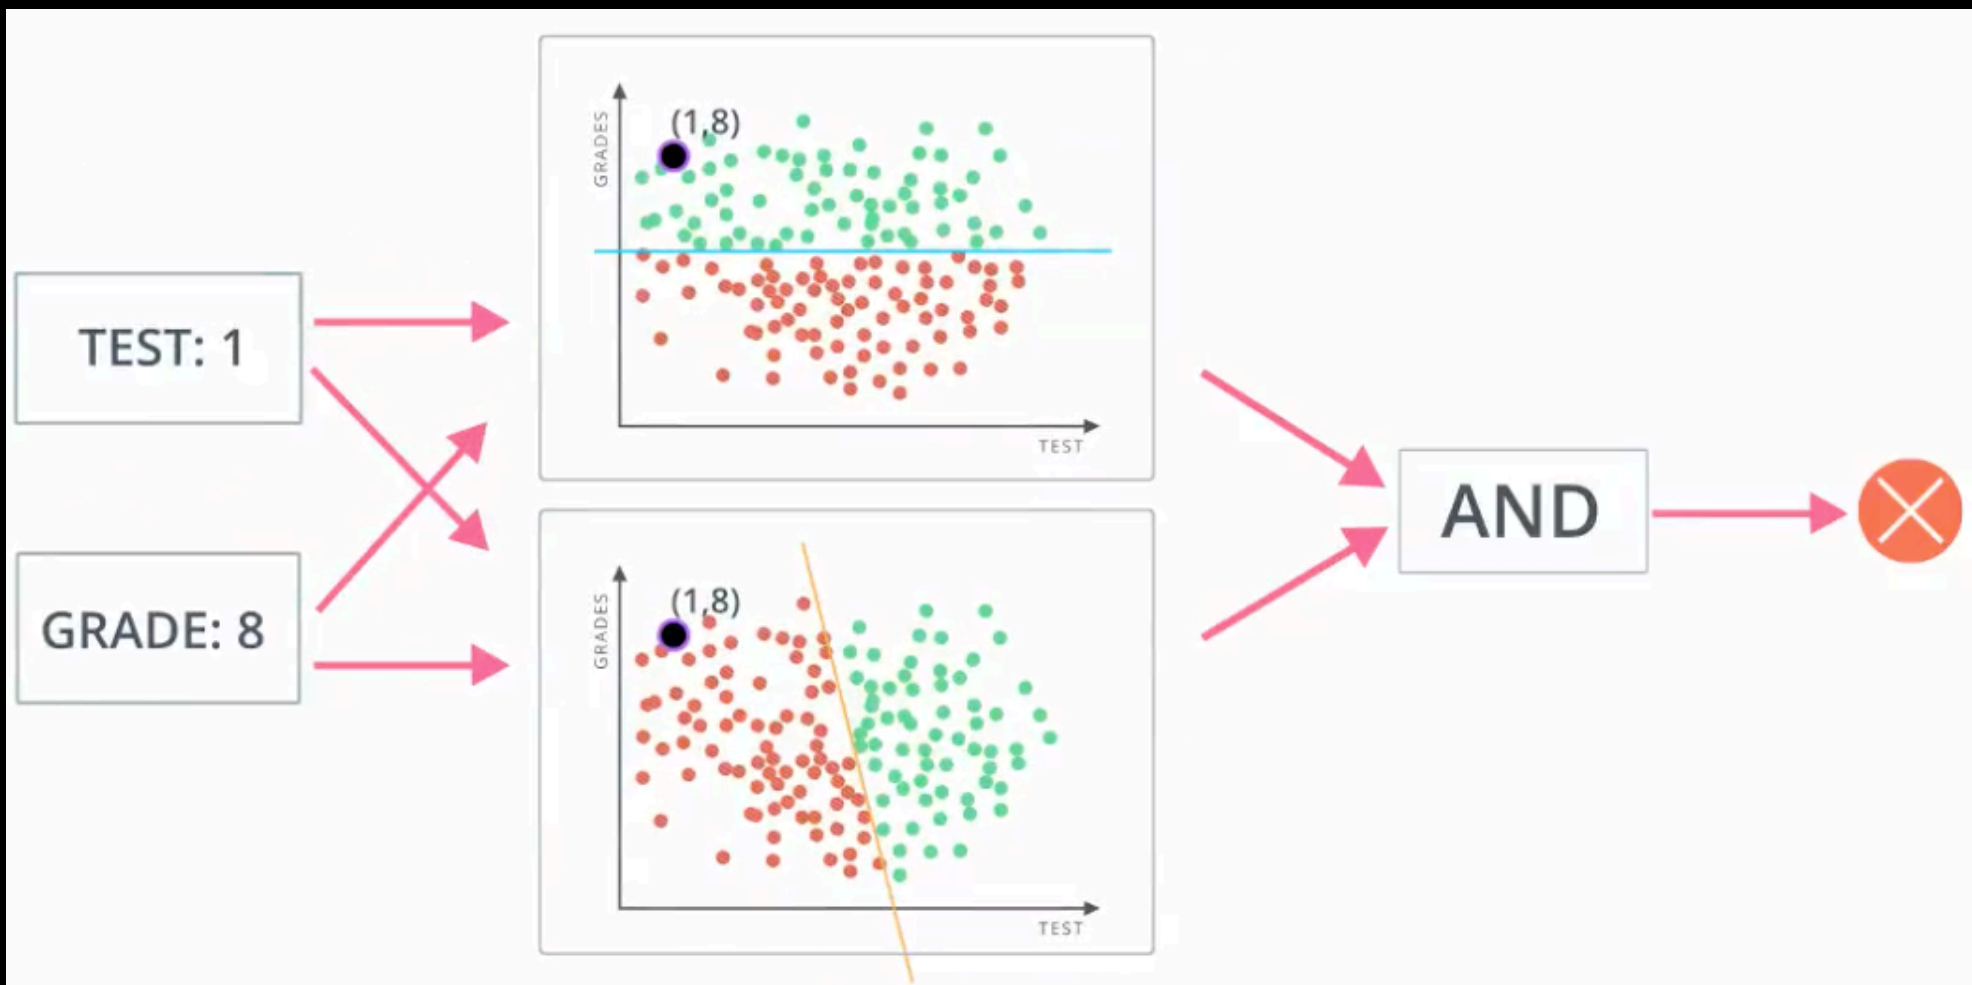 TEST: 1
GRADE: 8
(1,8)
GRADES
TEST
(1,8)
GRADES
TEST
AND